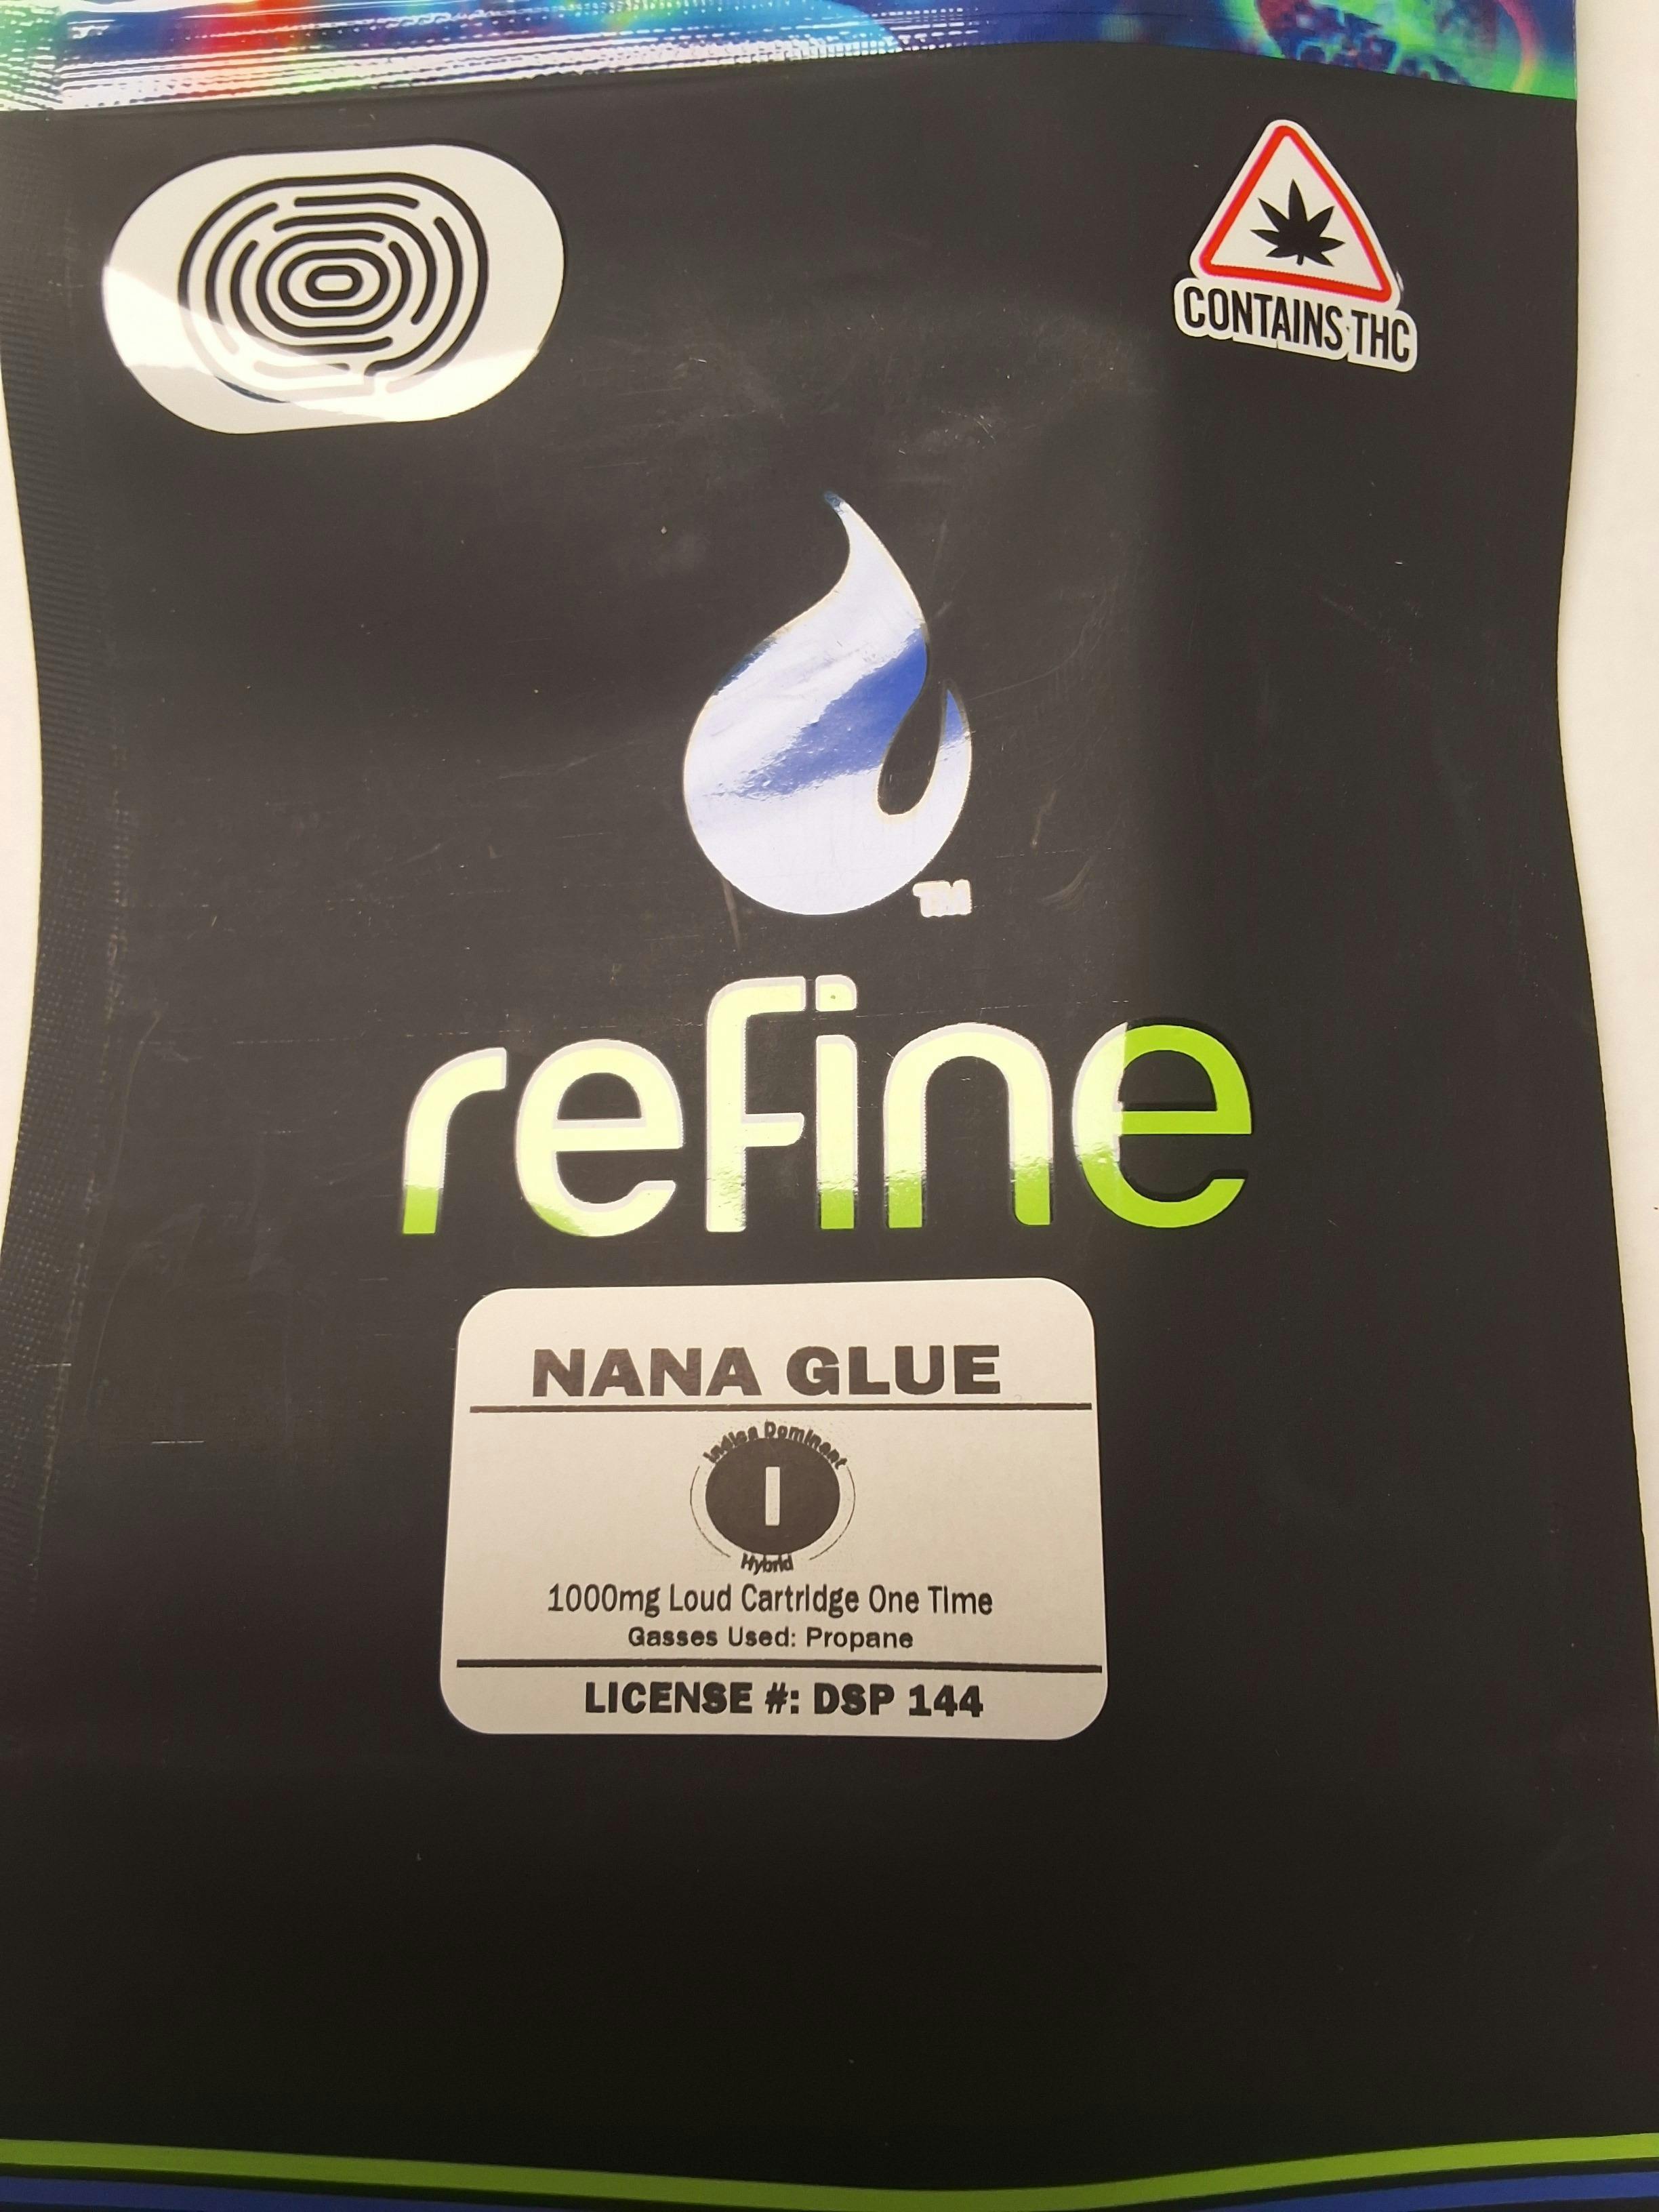 CONTAINS THC
TM
refine
NANA GLUE
Indica Dominant
I
Hybrid
1000mg Loud Cartridge One Time
Gasses Used: Propane
LICENSE #: DSP 144